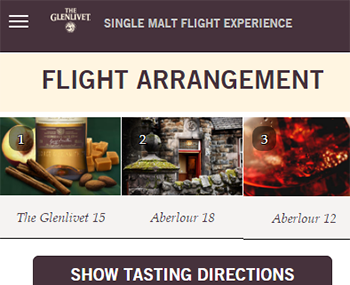 THE
GLENLIVET
SINGLE MALT FLIGHT EXPERIENCE
FLIGHT ARRANGEMENT
1 2 3
The Glenlivet 15 Aberlour 18 Aberlour 12
SHOW TASTING DIRECTIONS